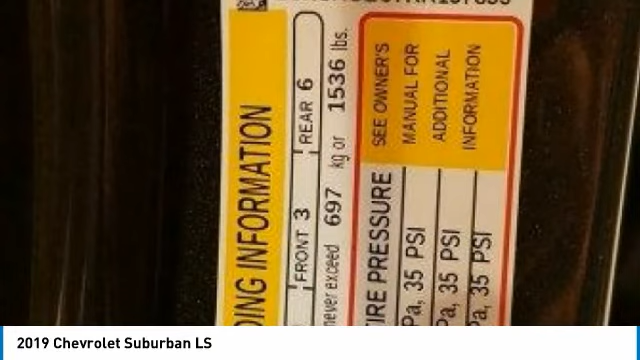 DING INFORMATION
FRONT 3 REAR 6
never exceed 697 kg or 1536 lbs.
IRE PRESSURE
SEE OWNER'S
MANUAL FOR
ADDITIONAL
INFORMATION
Pa, 35 PSI
Pa, 35 PSI
Pa, 35 PSI
2019 Chevrolet Suburban LS